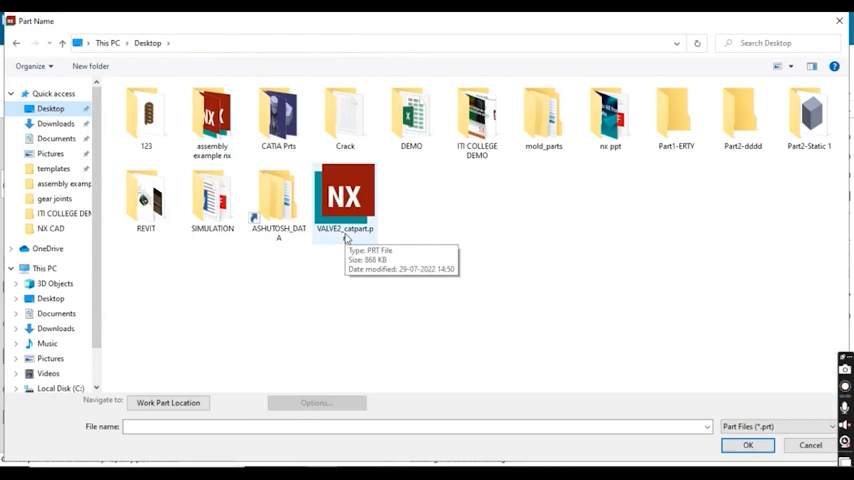 NX Part Name
This PC > Desktop >
Search Desktop
Organize
New folder
?
Quick access
Desktop
Downloads
Documents
Pictures
templates
assembly examp
gear joints
ITI COLLEGE DEM
NX CAD
OneDrive
This PC
3D Objects
Desktop
Documents
Downloads
Music
Pictures
Videos
Local Disk (C:)
123
assembly
example nx
CATIA Prts
Crack
DEMO
ITI COLLEGE
DEMO
mold_parts
nx ppt
Part1-ERTY
Part2-dddd
Part2-Static 1
REVIT
SIMULATION
ASHUTOSH_DAT
A
NX
VALVE2_catpart.p
Type: PRT File
Size: 868 KB
Date modified: 29-07-2022 14:50
Navigate to:
Work Part Location
Options...
File name:
Part Files (*.prt)
OK
Cancel